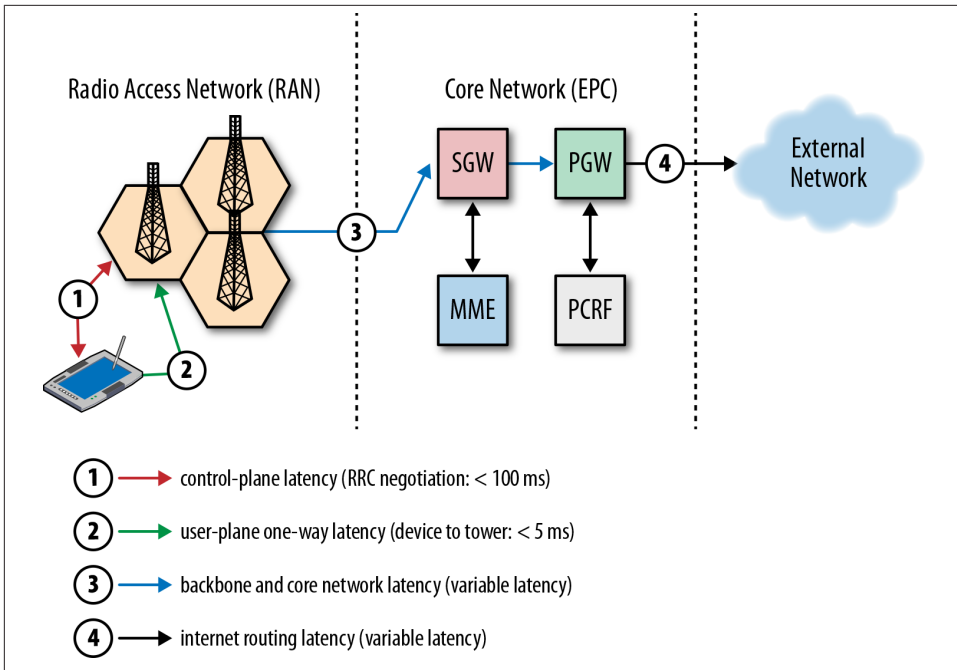 Radio Access Network (RAN)
Core Network (EPC)
SGW
PGW
4
External
Network
3
1
MME
PCRF
2
1 control-plane latency (RRC negotiation: < 100 ms)
2 user-plane one-way latency (device to tower: < 5 ms)
3 backbone and core network latency (variable latency)
4 internet routing latency (variable latency)